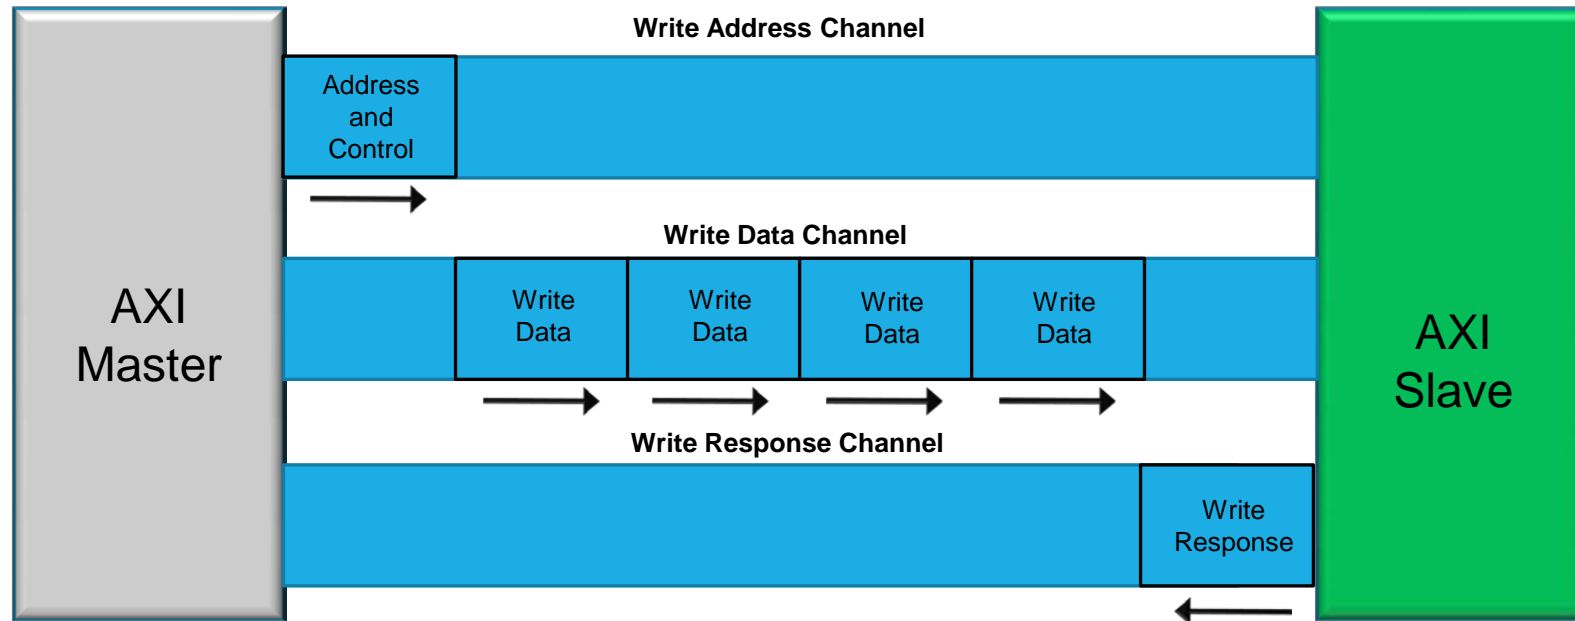 Write Address Channel
Address
and
Control
Write Data Channel
Write
Data
Write
Data
Write
Data
Write
Data
AXI
Master
AXI
Slave
Write Response Channel
Write
Response